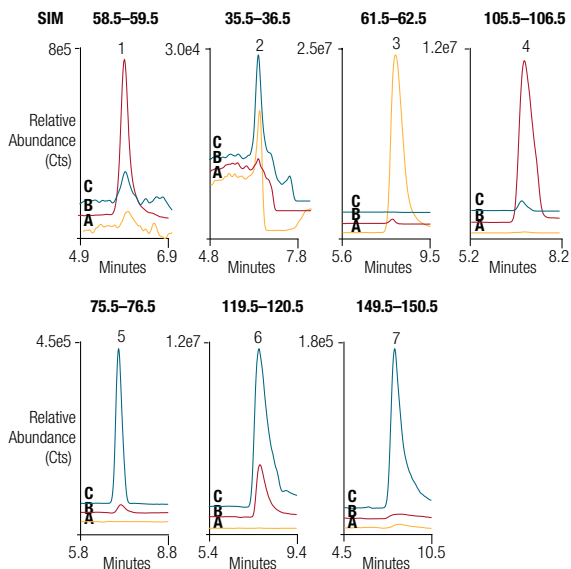 SIM 58.5–59.5 35.5–36.5 61.5–62.5 105.5–106.5
8e5 1 3.0e4 2 2.5e7 3 1.2e7 4
Relative
Abundance
(Cts)
C C C C
B B B B
A A A A
4.9 6.9 4.8 7.8 5.6 9.5 5.2 8.2
Minutes Minutes Minutes Minutes
75.5–76.5 119.5–120.5 149.5–150.5
4.5e5 5 1.2e7 6 1.8e5 7
Relative
Abundance
(Cts)
C C C
B B B
A A A
5.8 8.8 5.4 9.4 4.5 10.5
Minutes Minutes Minutes